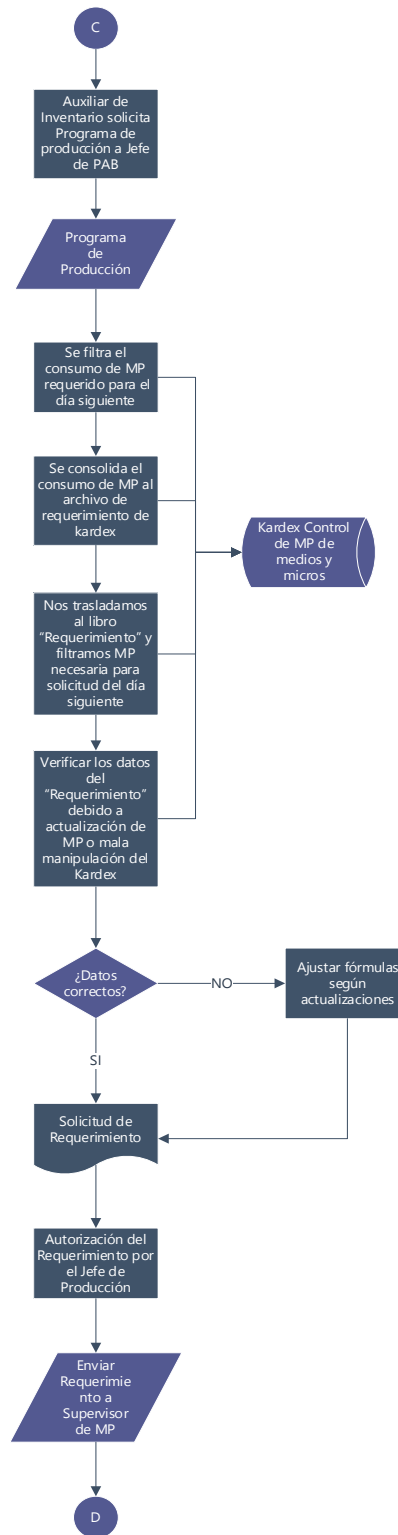 C
Auxiliar de
Inventario solicita
Programa de
producción a Jefe
de PAB
Programa
de
Producción
Se filtra el
consumo de MP
requerido para el
día siguiente
Se consolida el
consumo de MP al
archivo de
requerimiento de
kardex
Kardex Control
de MP de
medios y
micros
Nos trasladamos
al libro
“Requerimiento” y
filtramos MP
necesaria para
solicitud del día
siguiente
Verificar los datos
del
“Requerimiento”
debido a
actualización de
MP o mala
manipulación del
Kardex
¿Datos
correctos?
NO
Ajustar fórmulas
según
actualizaciones
SI
Solicitud de
Requerimiento
Autorización del
Requerimiento por
el Jefe de
Producción
Enviar
Requerimie
nto a
Supervisor
de MP
D